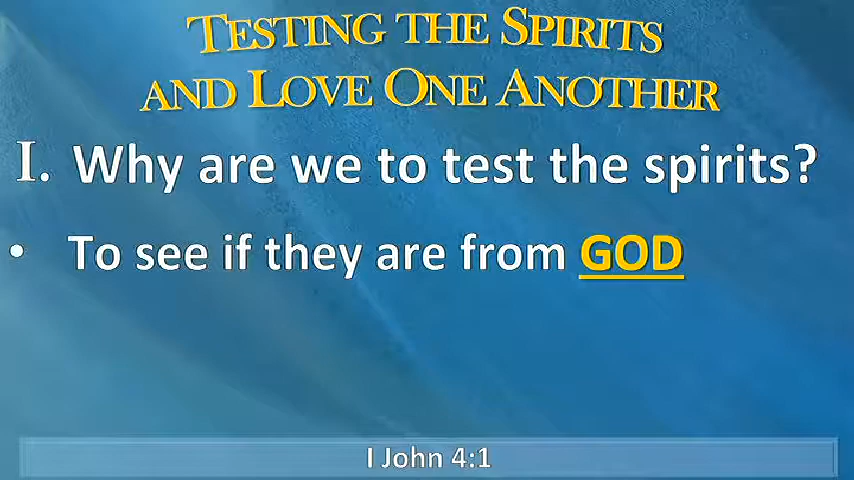 TESTING THE SPIRITS
AND LOVE ONE ANOTHER
I. Why are we to test the spirits?
• To see if they are from GOD
I John 4:1